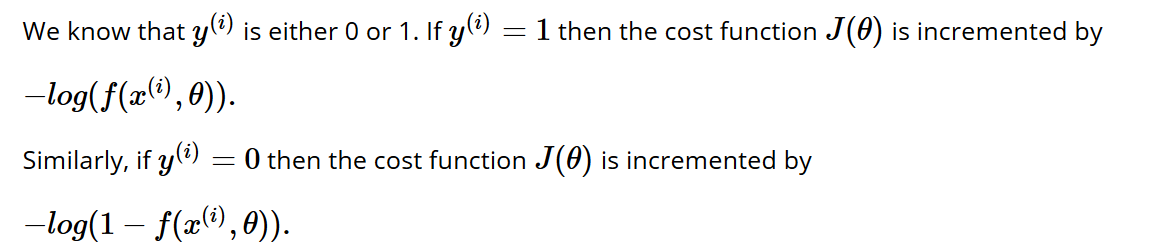 We know that y⁽ⁱ⁾ is either 0 or 1. If y⁽ⁱ⁾ = 1 then the cost function J(θ) is incremented by
−log(f(x⁽ⁱ⁾, θ)).
Similarly, if y⁽ⁱ⁾ = 0 then the cost function J(θ) is incremented by
−log(1 − f(x⁽ⁱ⁾, θ)).